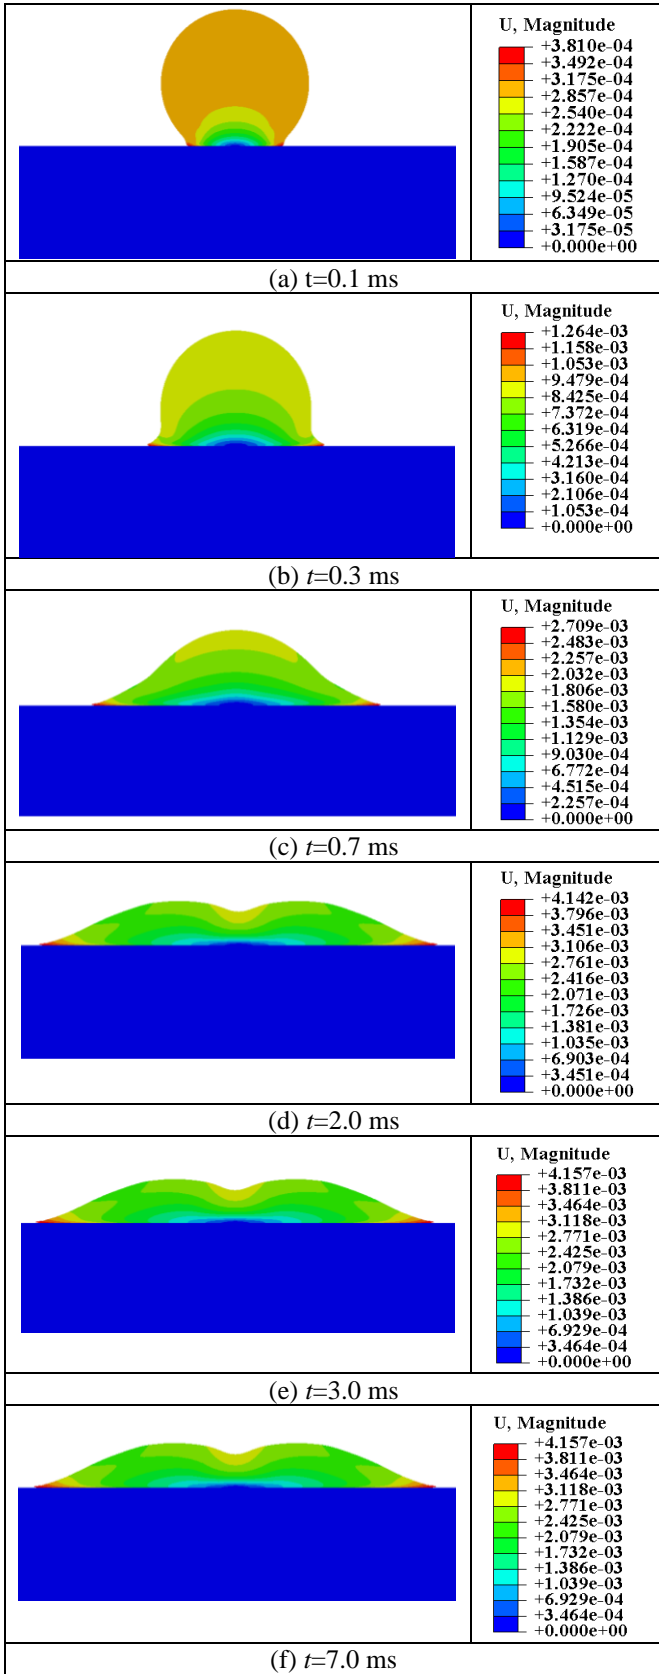 U, Magnitude
+3.810e-04
+3.492e-04
+3.175e-04
+2.857e-04
+2.540e-04
+2.222e-04
+1.905e-04
+1.587e-04
+1.270e-04
+9.524e-05
+6.349e-05
+3.175e-05
+0.000e+00
(a) t=0.1 ms
U, Magnitude
+1.264e-03
+1.158e-03
+1.053e-03
+9.479e-04
+8.425e-04
+7.372e-04
+6.319e-04
+5.266e-04
+4.213e-04
+3.160e-04
+2.106e-04
+1.053e-04
+0.000e+00
(b) t=0.3 ms
U, Magnitude
+2.709e-03
+2.483e-03
+2.257e-03
+2.032e-03
+1.806e-03
+1.580e-03
+1.354e-03
+1.129e-03
+9.030e-04
+6.772e-04
+4.515e-04
+2.257e-04
+0.000e+00
(c) t=0.7 ms
U, Magnitude
+4.142e-03
+3.796e-03
+3.451e-03
+3.106e-03
+2.761e-03
+2.416e-03
+2.071e-03
+1.726e-03
+1.381e-03
+1.035e-03
+6.903e-04
+3.451e-04
+0.000e+00
(d) t=2.0 ms
U, Magnitude
+4.157e-03
+3.811e-03
+3.464e-03
+3.118e-03
+2.771e-03
+2.425e-03
+2.079e-03
+1.732e-03
+1.386e-03
+1.039e-03
+6.929e-04
+3.464e-04
+0.000e+00
(e) t=3.0 ms
U, Magnitude
+4.157e-03
+3.811e-03
+3.464e-03
+3.118e-03
+2.771e-03
+2.425e-03
+2.079e-03
+1.732e-03
+1.386e-03
+1.039e-03
+6.929e-04
+3.464e-04
+0.000e+00
(f) t=7.0 ms